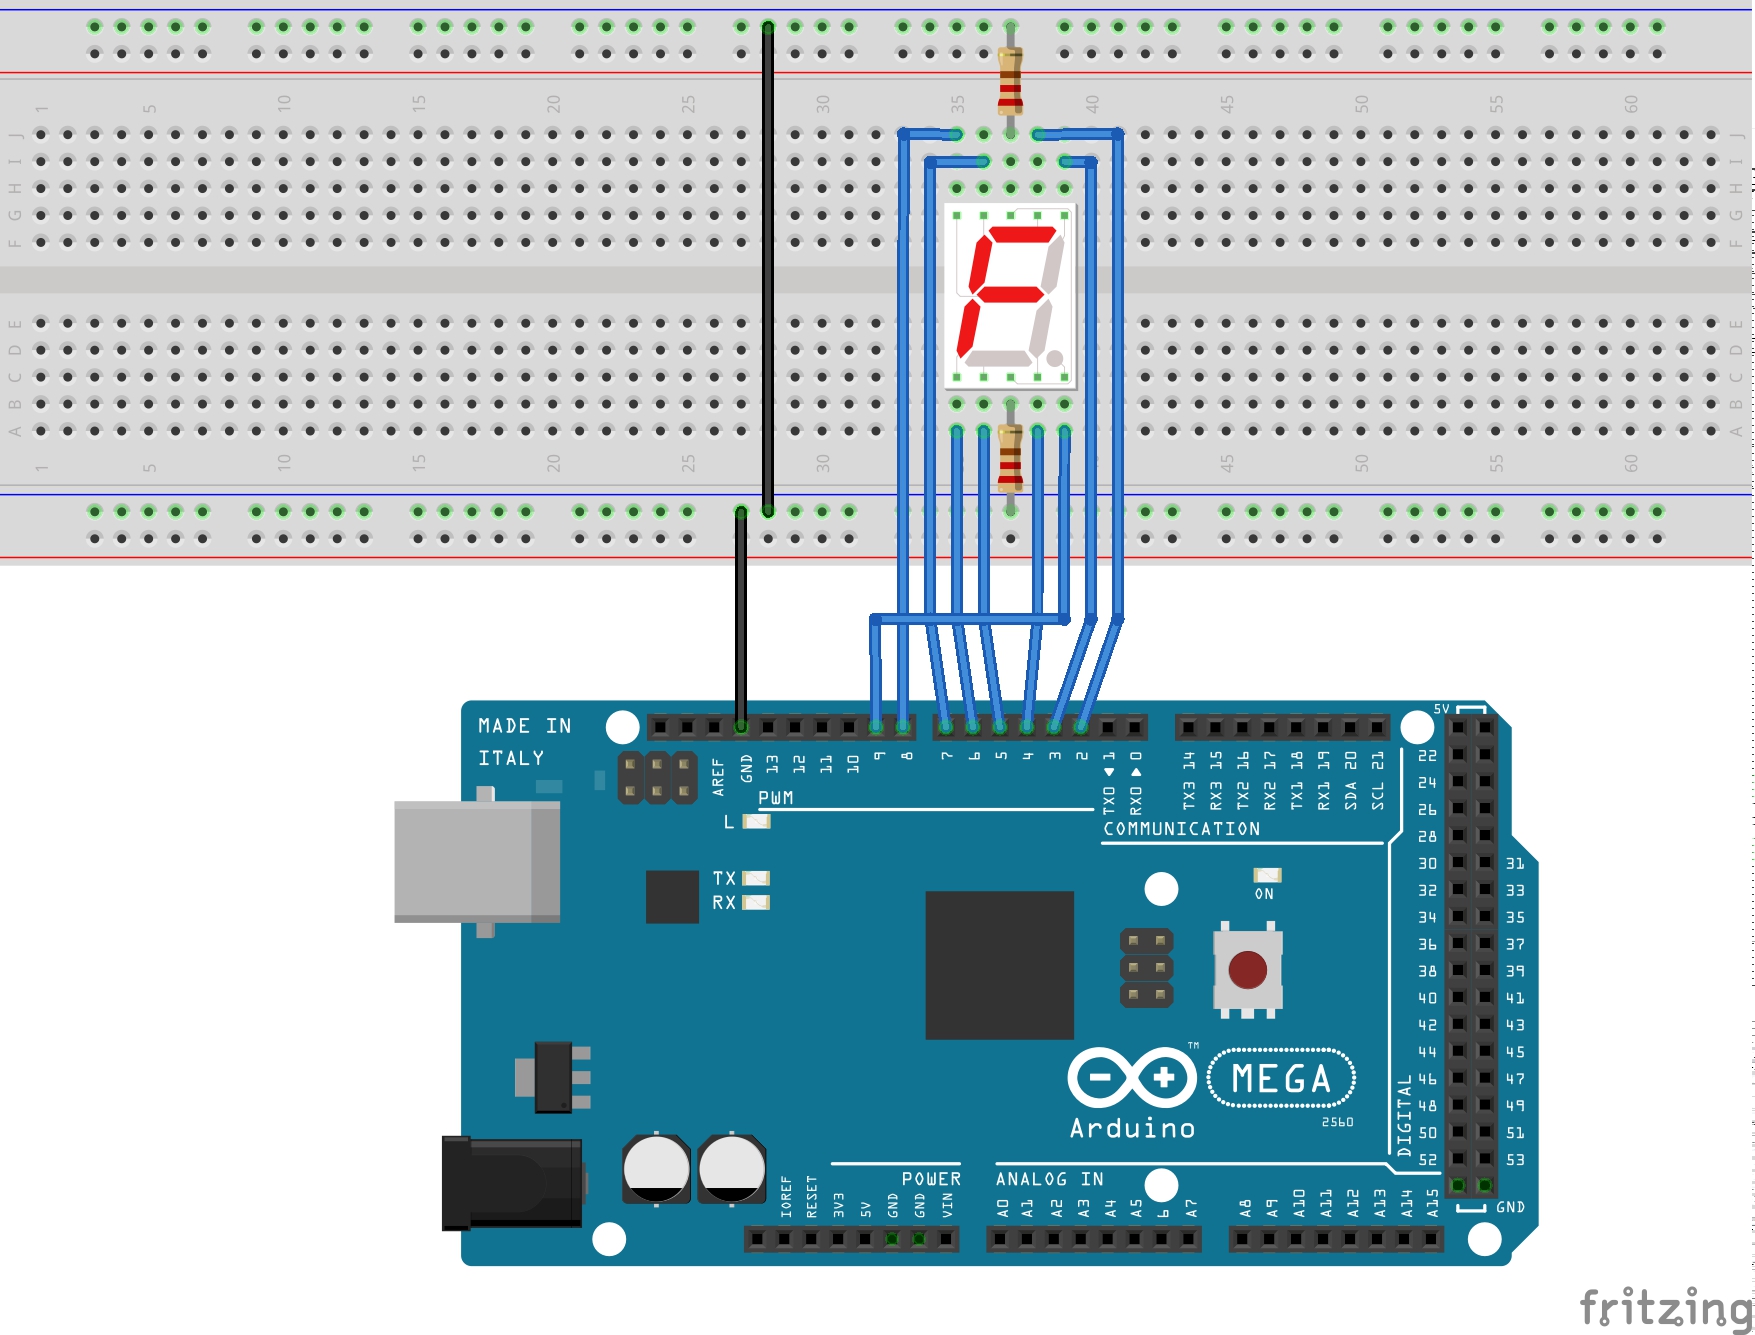 1 5 10 15 20 25 30 35 40 45 50 55 60
J J
I I
H H
G G
F F
E E
D D
C C
B B
A A
1 5 10 15 20 25 30 35 40 45 50 55 60
MADE IN
ITALY
AREF GND 13 12 11 10 9 8 7 6 5 4 3 2 TX0 1 RX0 0
TX3 14 RX3 15 TX2 16 RX2 17 TX1 18 RX1 19 SDA 20 SCL 21
5V
PWM
L
COMMUNICATION
TX
RX
ON
22
24
26
28
30 31
32 33
34 35
36 37
38 39
40 41
42 43
44 45
46 47
48 49
50 51
52 53
GND
DIGITAL
TM
MEGA
Arduino
2560
POWER
ANALOG IN
IOREF RESET 3V3 5V GND GND VIN
A0 A1 A2 A3 A4 A5 6 A7
A8 A9 A10 A11 A12 A13 A14 A15
fritzing